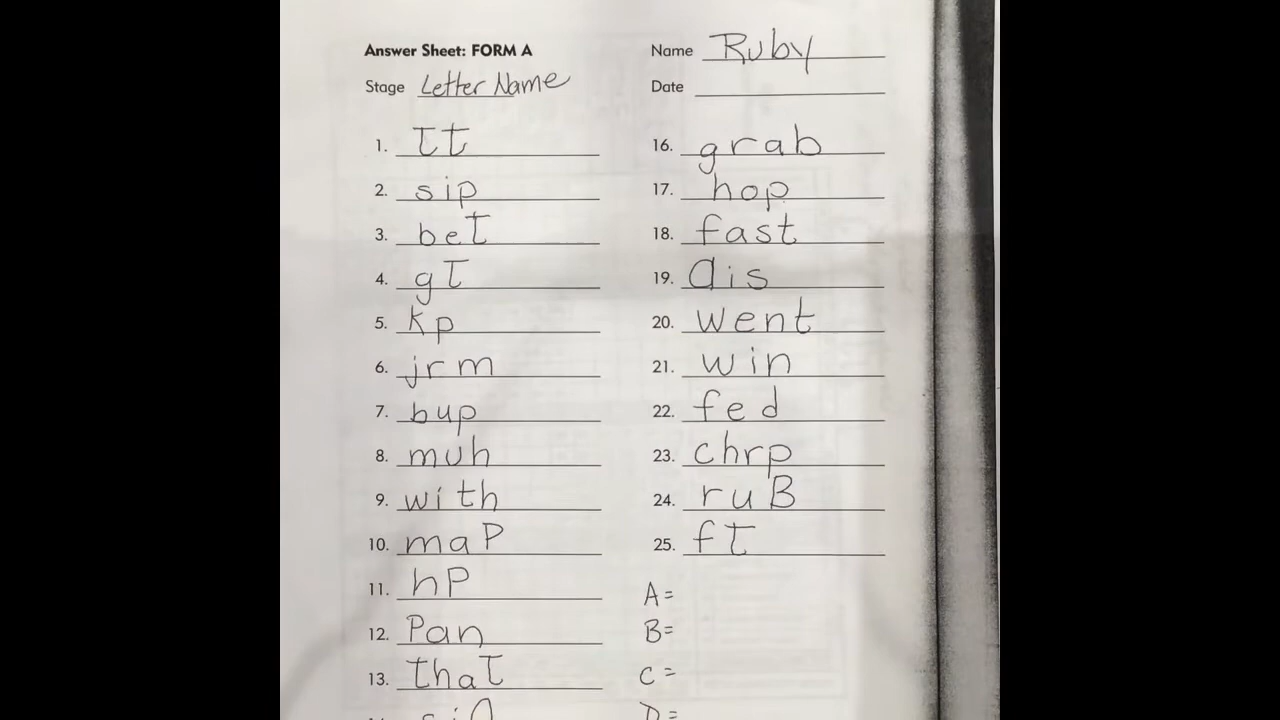 Answer Sheet: FORM A
Name Ruby
Stage Letter Name
Date
1. Tt
2. sip
3. beT
4. gT
5. kp
6. jrm
7. bup
8. muh
9. with
10. maP
11. hP
12. Pan
13. thaT
16. grab
17. hop
18. fast
19. Dis
20. went
21. win
22. fed
23. chrp
24. ruB
25. fT
A=
B=
C=
D=